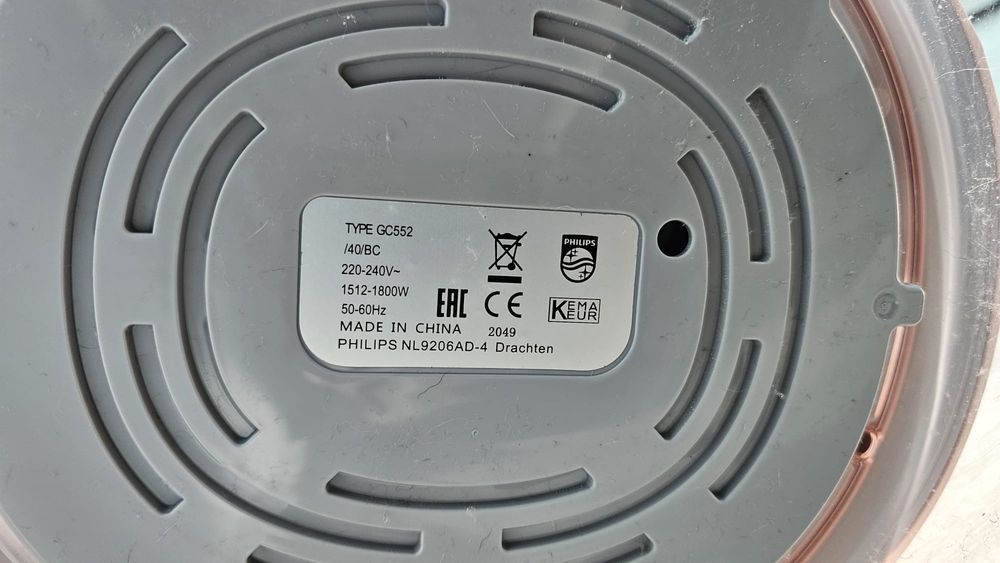 TYPE GC552
/40/BC
220-240V~
1512-1800W
50-60Hz
MADE IN CHINA 2049
PHILIPS NL9206AD-4 Drachten
PHILIPS
EAC CE
KEMA
KEUR